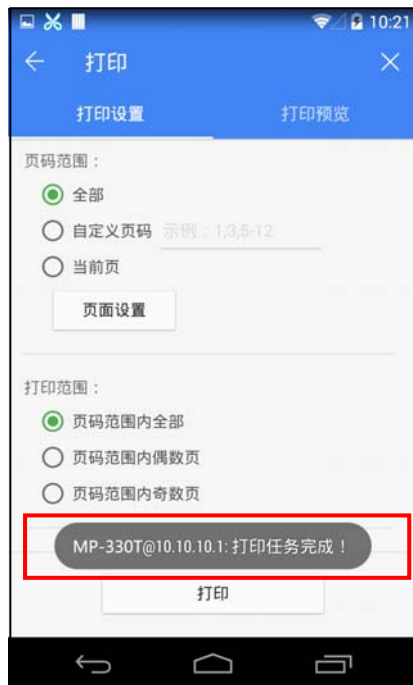 10:21
打印
打印设置 打印预览
页码范围：
全部
自定义页码 示例：1,3,5-12
当前页
页面设置
打印范围：
页码范围内全部
页码范围内偶数页
页码范围内奇数页
MP-330T@10.10.10.1: 打印任务完成！
打印